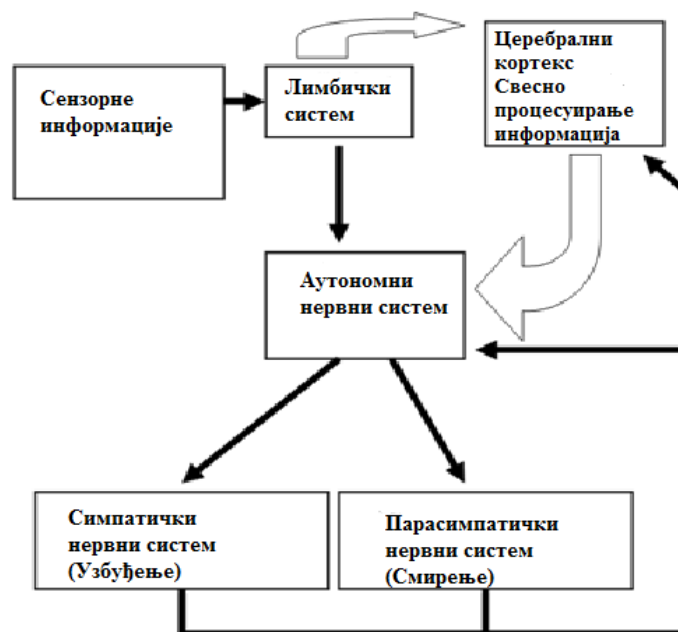 Сензорне
информације
Лимбички
систем
Церебрални
кортекс
Свесно
процесуирање
информација
Аутономни
нервни систем
Симпатички
нервни систем
(Узбуђење)
Парасимпатички
нервни систем
(Смирење)